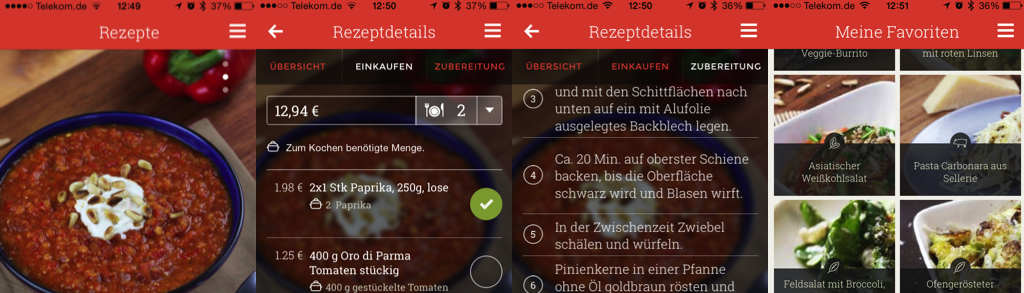 Telekom.de 12:49 37%
Rezepte
Telekom.de 12:50 37%
Rezeptdetails
ÜBERSICHT EINKAUFEN ZUBEREITUNG
12,94 € 2
Zum Kochen benötigte Menge.
1.98 € 2x1 Stk Paprika, 250g, lose
2 Paprika
1.25 € 400 g Oro di Parma
Tomaten stückig
400 g gestückelte Tomaten
Telekom.de 12:50 36%
Rezeptdetails
ÜBERSICHT EINKAUFEN ZUBEREITUNG
3 und mit den Schittflächen nach
unten auf ein mit Alufolie
ausgelegtes Backblech legen.
4 Ca. 20 Min. auf oberster Schiene
backen, bis die Oberfläche
schwarz wird und Blasen wirft.
5 In der Zwischenzeit Zwiebel
schälen und würfeln.
6 Pinienkerne in einer Pfanne
ohne Öl goldbraun rösten und
Telekom.de 12:51 36%
Meine Favoriten
Veggie-Burrito
mit roten Linsen
Asiatischer
Weißkohlsalat
Pasta Carbonara aus
Sellerie
Feldsalat mit Broccoli,
Ofengerösteter